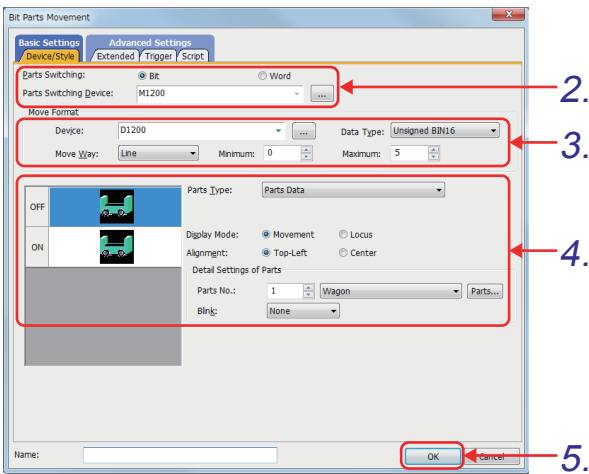 Bit Parts Movement
Basic Settings Advanced Settings
Device/Style Extended Trigger Script
Parts Switching: Bit Word
Parts Switching Device: M1200 ... 2.
Move Format
Device: D1200 ... Data Type: Unsigned BIN16 3.
Move Way: Line Minimum: 0 Maximum: 5
Parts Type: Parts Data
OFF
Display Mode: Movement Locus
ON Alignment: Top-Left Center 4.
Detail Settings of Parts
Parts No.: 1 Wagon Parts...
Blink: None
Name: OK Cancel 5.